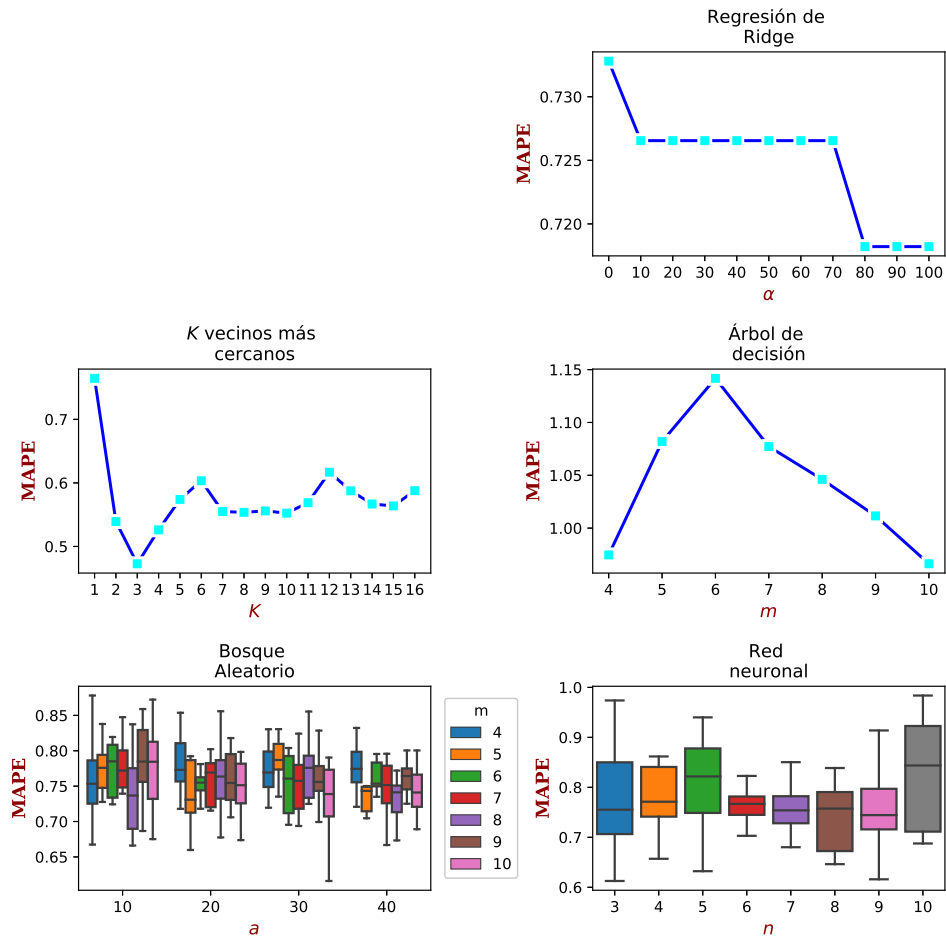 Regresión de
Ridge
MAPE
0.730
0.725
0.720
0 10 20 30 40 50 60 70 80 90 100
α
K vecinos más
cercanos
MAPE
0.7
0.6
0.5
1 2 3 4 5 6 7 8 9 10 11 12 13 14 15 16
K
Árbol de
decisión
MAPE
1.15
1.10
1.05
1.00
4 5 6 7 8 9 10
m
Bosque
Aleatorio
MAPE
0.85
0.80
0.75
0.70
0.65
10 20 30 40
a
m
4
5
6
7
8
9
10
Red
neuronal
MAPE
1.0
0.9
0.8
0.7
0.6
3 4 5 6 7 8 9 10
n